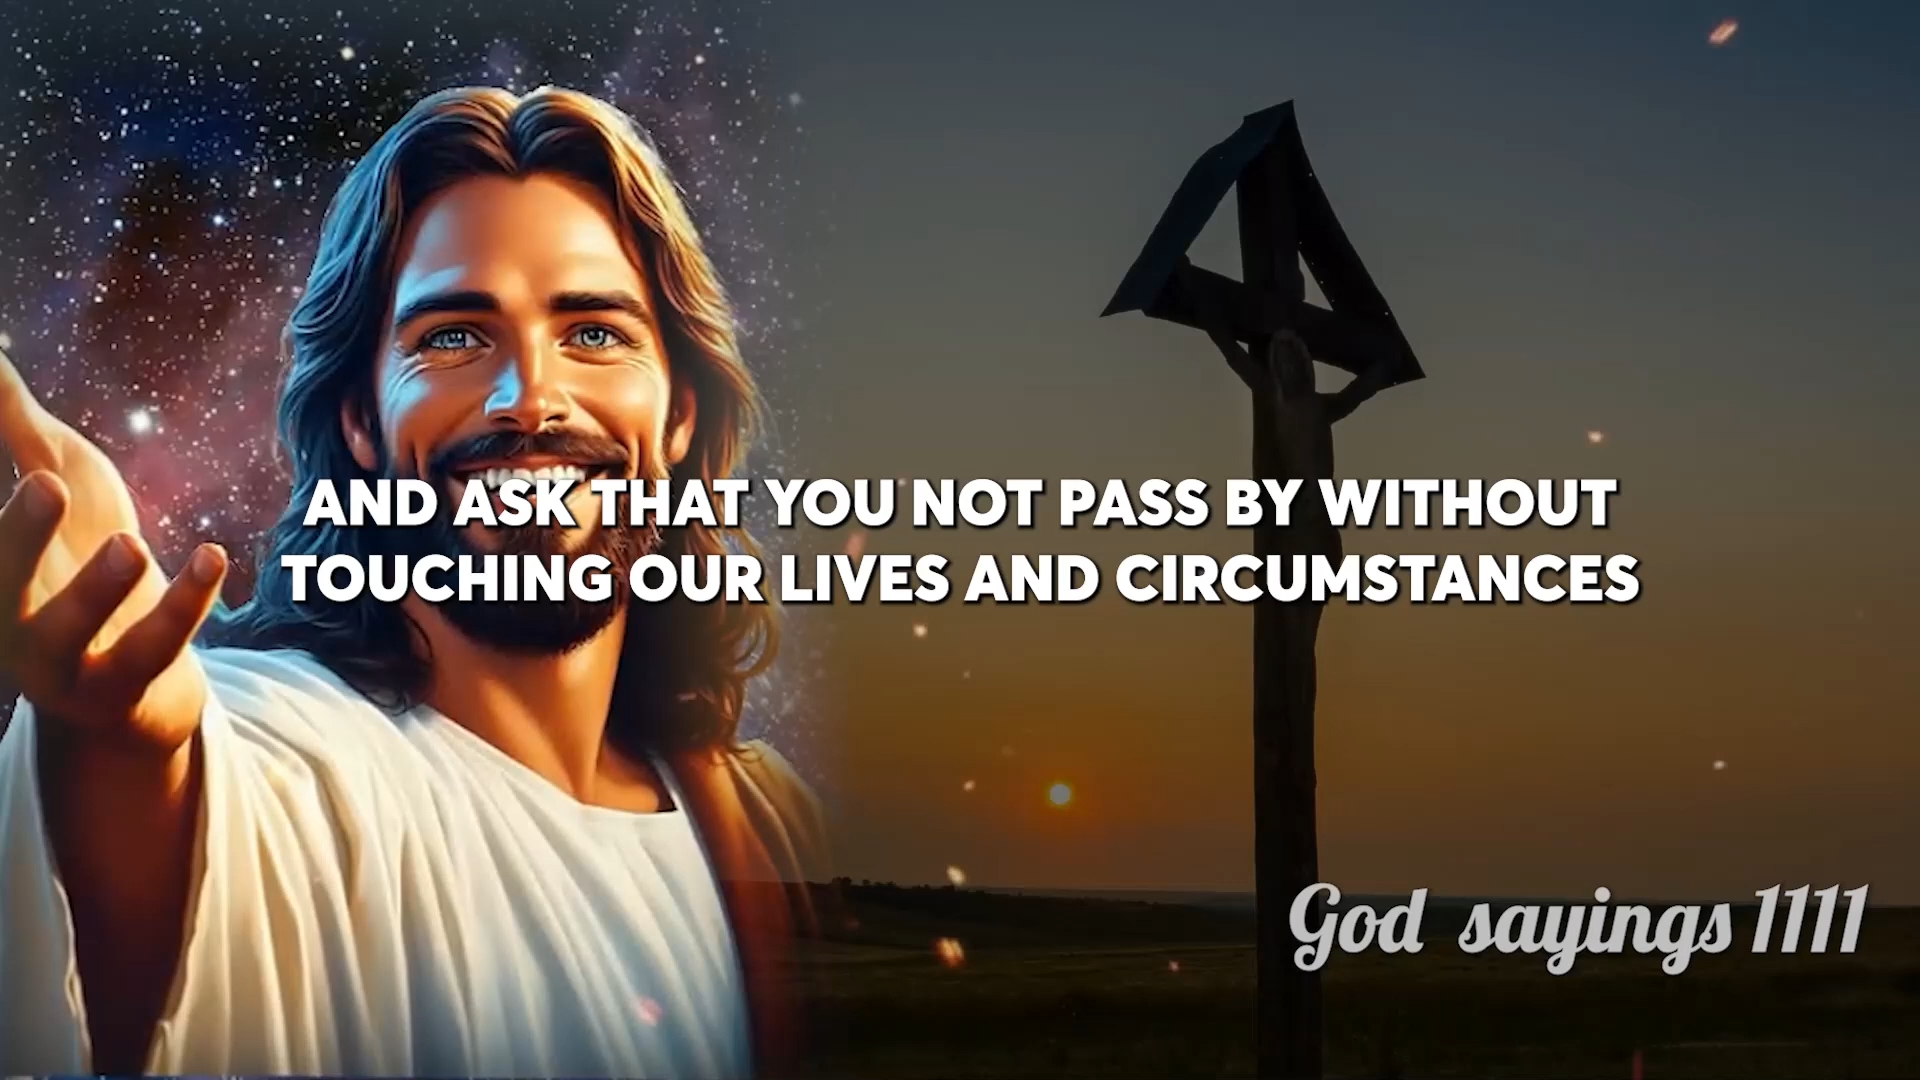 AND ASK THAT YOU NOT PASS BY WITHOUT
TOUCHING OUR LIVES AND CIRCUMSTANCES
God sayings 1111